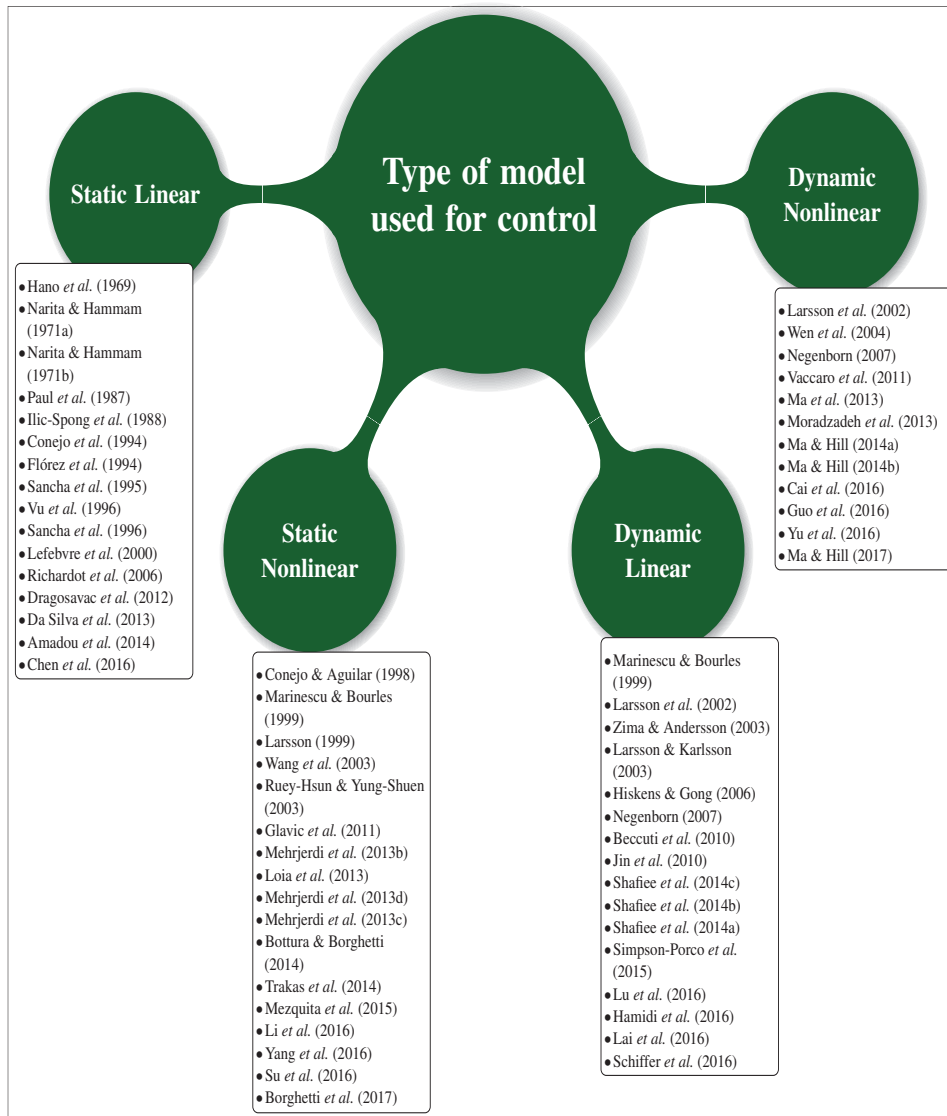 Type of model
used for control
Static Linear
● Hano et al. (1969)
● Narita & Hammam
(1971a)
● Narita & Hammam
(1971b)
● Paul et al. (1987)
● Ilic-Spong et al. (1988)
● Conejo et al. (1994)
● Flórez et al. (1994)
● Sancha et al. (1995)
● Vu et al. (1996)
● Sancha et al. (1996)
● Lefebvre et al. (2000)
● Richardot et al. (2006)
● Dragosavac et al. (2012)
● Da Silva et al. (2013)
● Amadou et al. (2014)
● Chen et al. (2016)
Static
Nonlinear
● Conejo & Aguilar (1998)
● Marinescu & Bourles
(1999)
● Larsson (1999)
● Wang et al. (2003)
● Ruey-Hsun & Yung-Shuen
(2003)
● Glavic et al. (2011)
● Mehrjerdi et al. (2013b)
● Loia et al. (2013)
● Mehrjerdi et al. (2013d)
● Mehrjerdi et al. (2013c)
● Bottura & Borghetti
(2014)
● Trakas et al. (2014)
● Mezquita et al. (2015)
● Li et al. (2016)
● Yang et al. (2016)
● Su et al. (2016)
● Borghetti et al. (2017)
Dynamic
Linear
● Marinescu & Bourles
(1999)
● Larsson et al. (2002)
● Zima & Andersson (2003)
● Larsson & Karlsson
(2003)
● Hiskens & Gong (2006)
● Negenborn (2007)
● Beccuti et al. (2010)
● Jin et al. (2010)
● Shafiee et al. (2014c)
● Shafiee et al. (2014b)
● Shafiee et al. (2014a)
● Simpson-Porco et al.
(2015)
● Lu et al. (2016)
● Hamidi et al. (2016)
● Lai et al. (2016)
● Schiffer et al. (2016)
Dynamic
Nonlinear
● Larsson et al. (2002)
● Wen et al. (2004)
● Negenborn (2007)
● Vaccaro et al. (2011)
● Ma et al. (2013)
● Moradzadeh et al. (2013)
● Ma & Hill (2014a)
● Ma & Hill (2014b)
● Cai et al. (2016)
● Guo et al. (2016)
● Yu et al. (2016)
● Ma & Hill (2017)